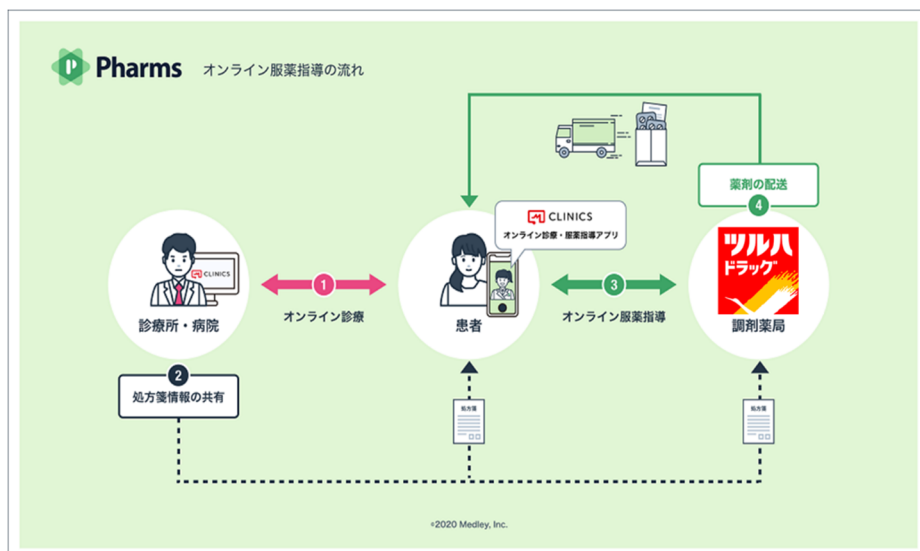 Pharms オンライン服薬指導の流れ
薬剤の配送
4
CLINICS
オンライン診療・服薬指導アプリ
CLINICS
1
オンライン診療
3
オンライン服薬指導
ツルハ
ドラッグ
診療所・病院
患者
調剤薬局
2
処方箋情報の共有
処方箋
処方箋
©2020 Medley, Inc.